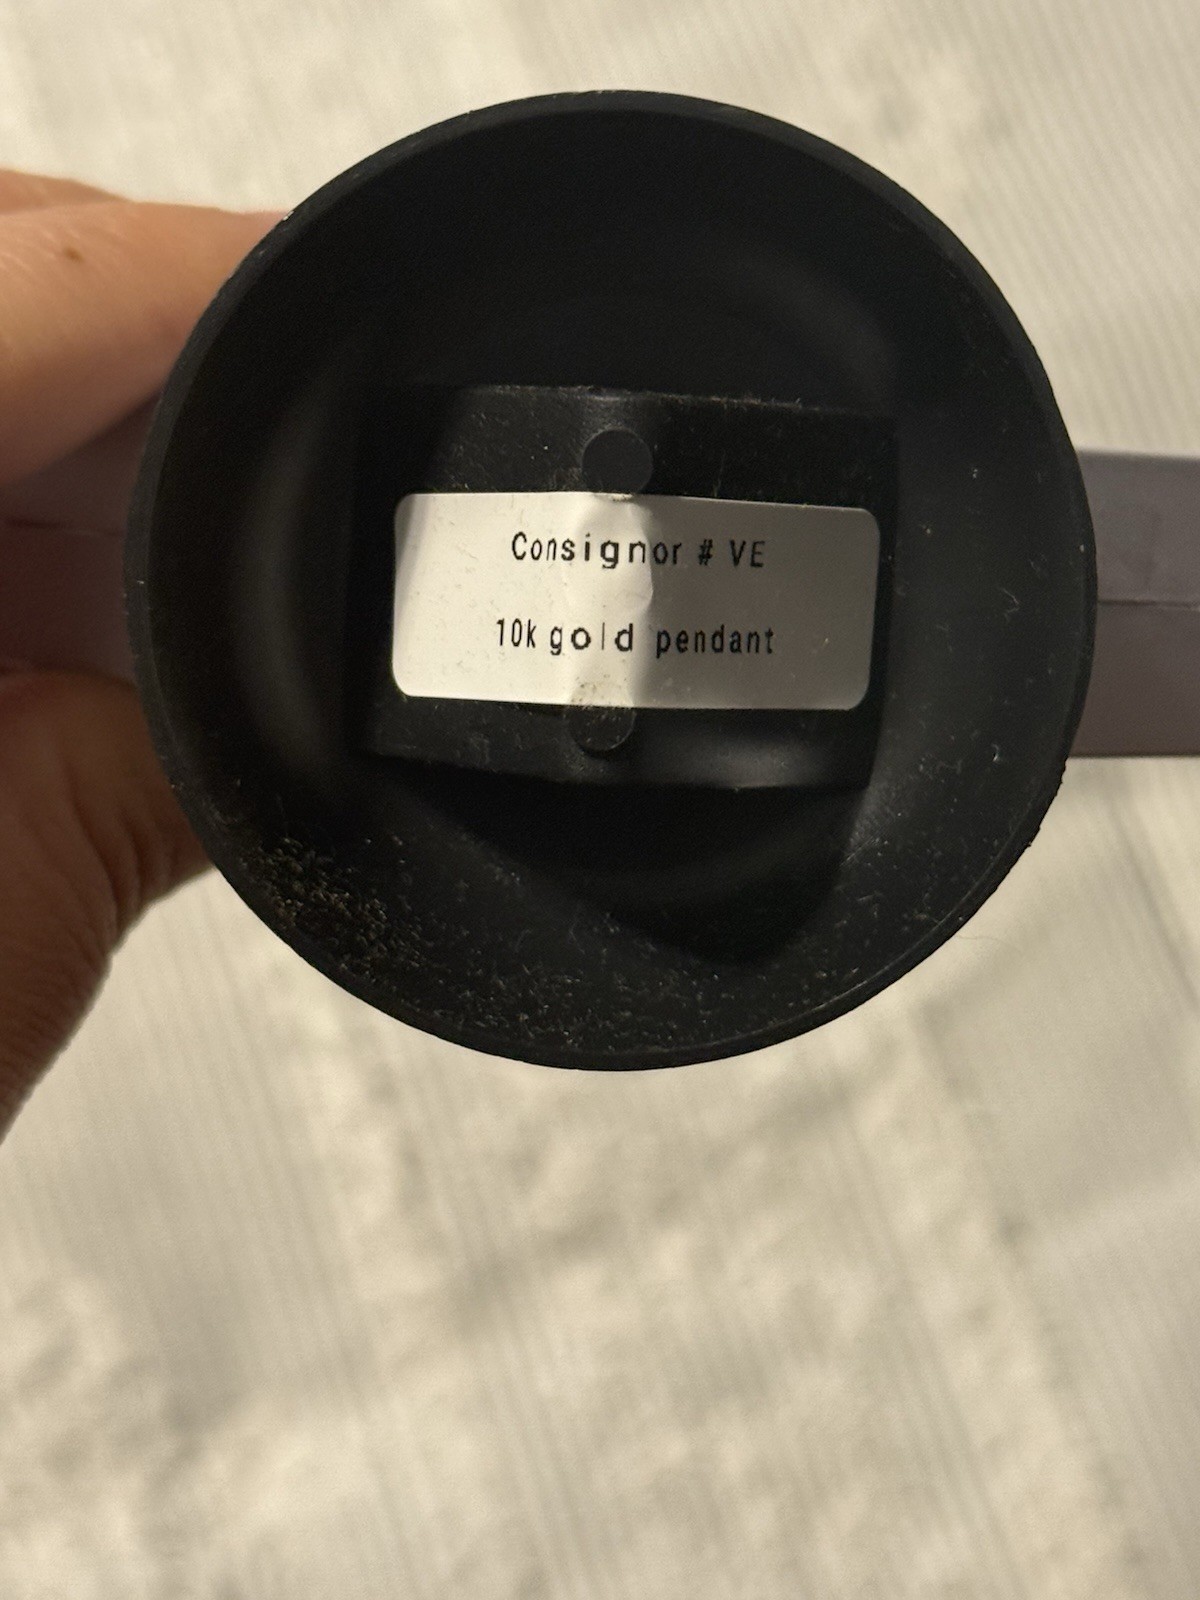 Consignor # VE
10k gold pendant